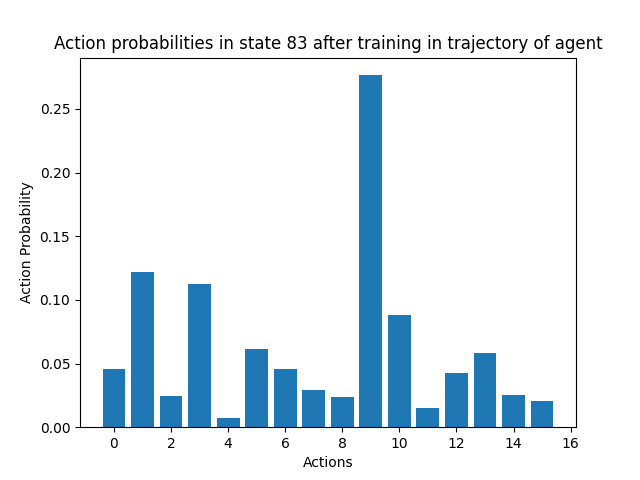 Action probabilities in state 83 after training in trajectory of agent
Action Probability
0.25
0.20
0.15
0.10
0.05
0.00
0 2 4 6 8 10 12 14 16
Actions